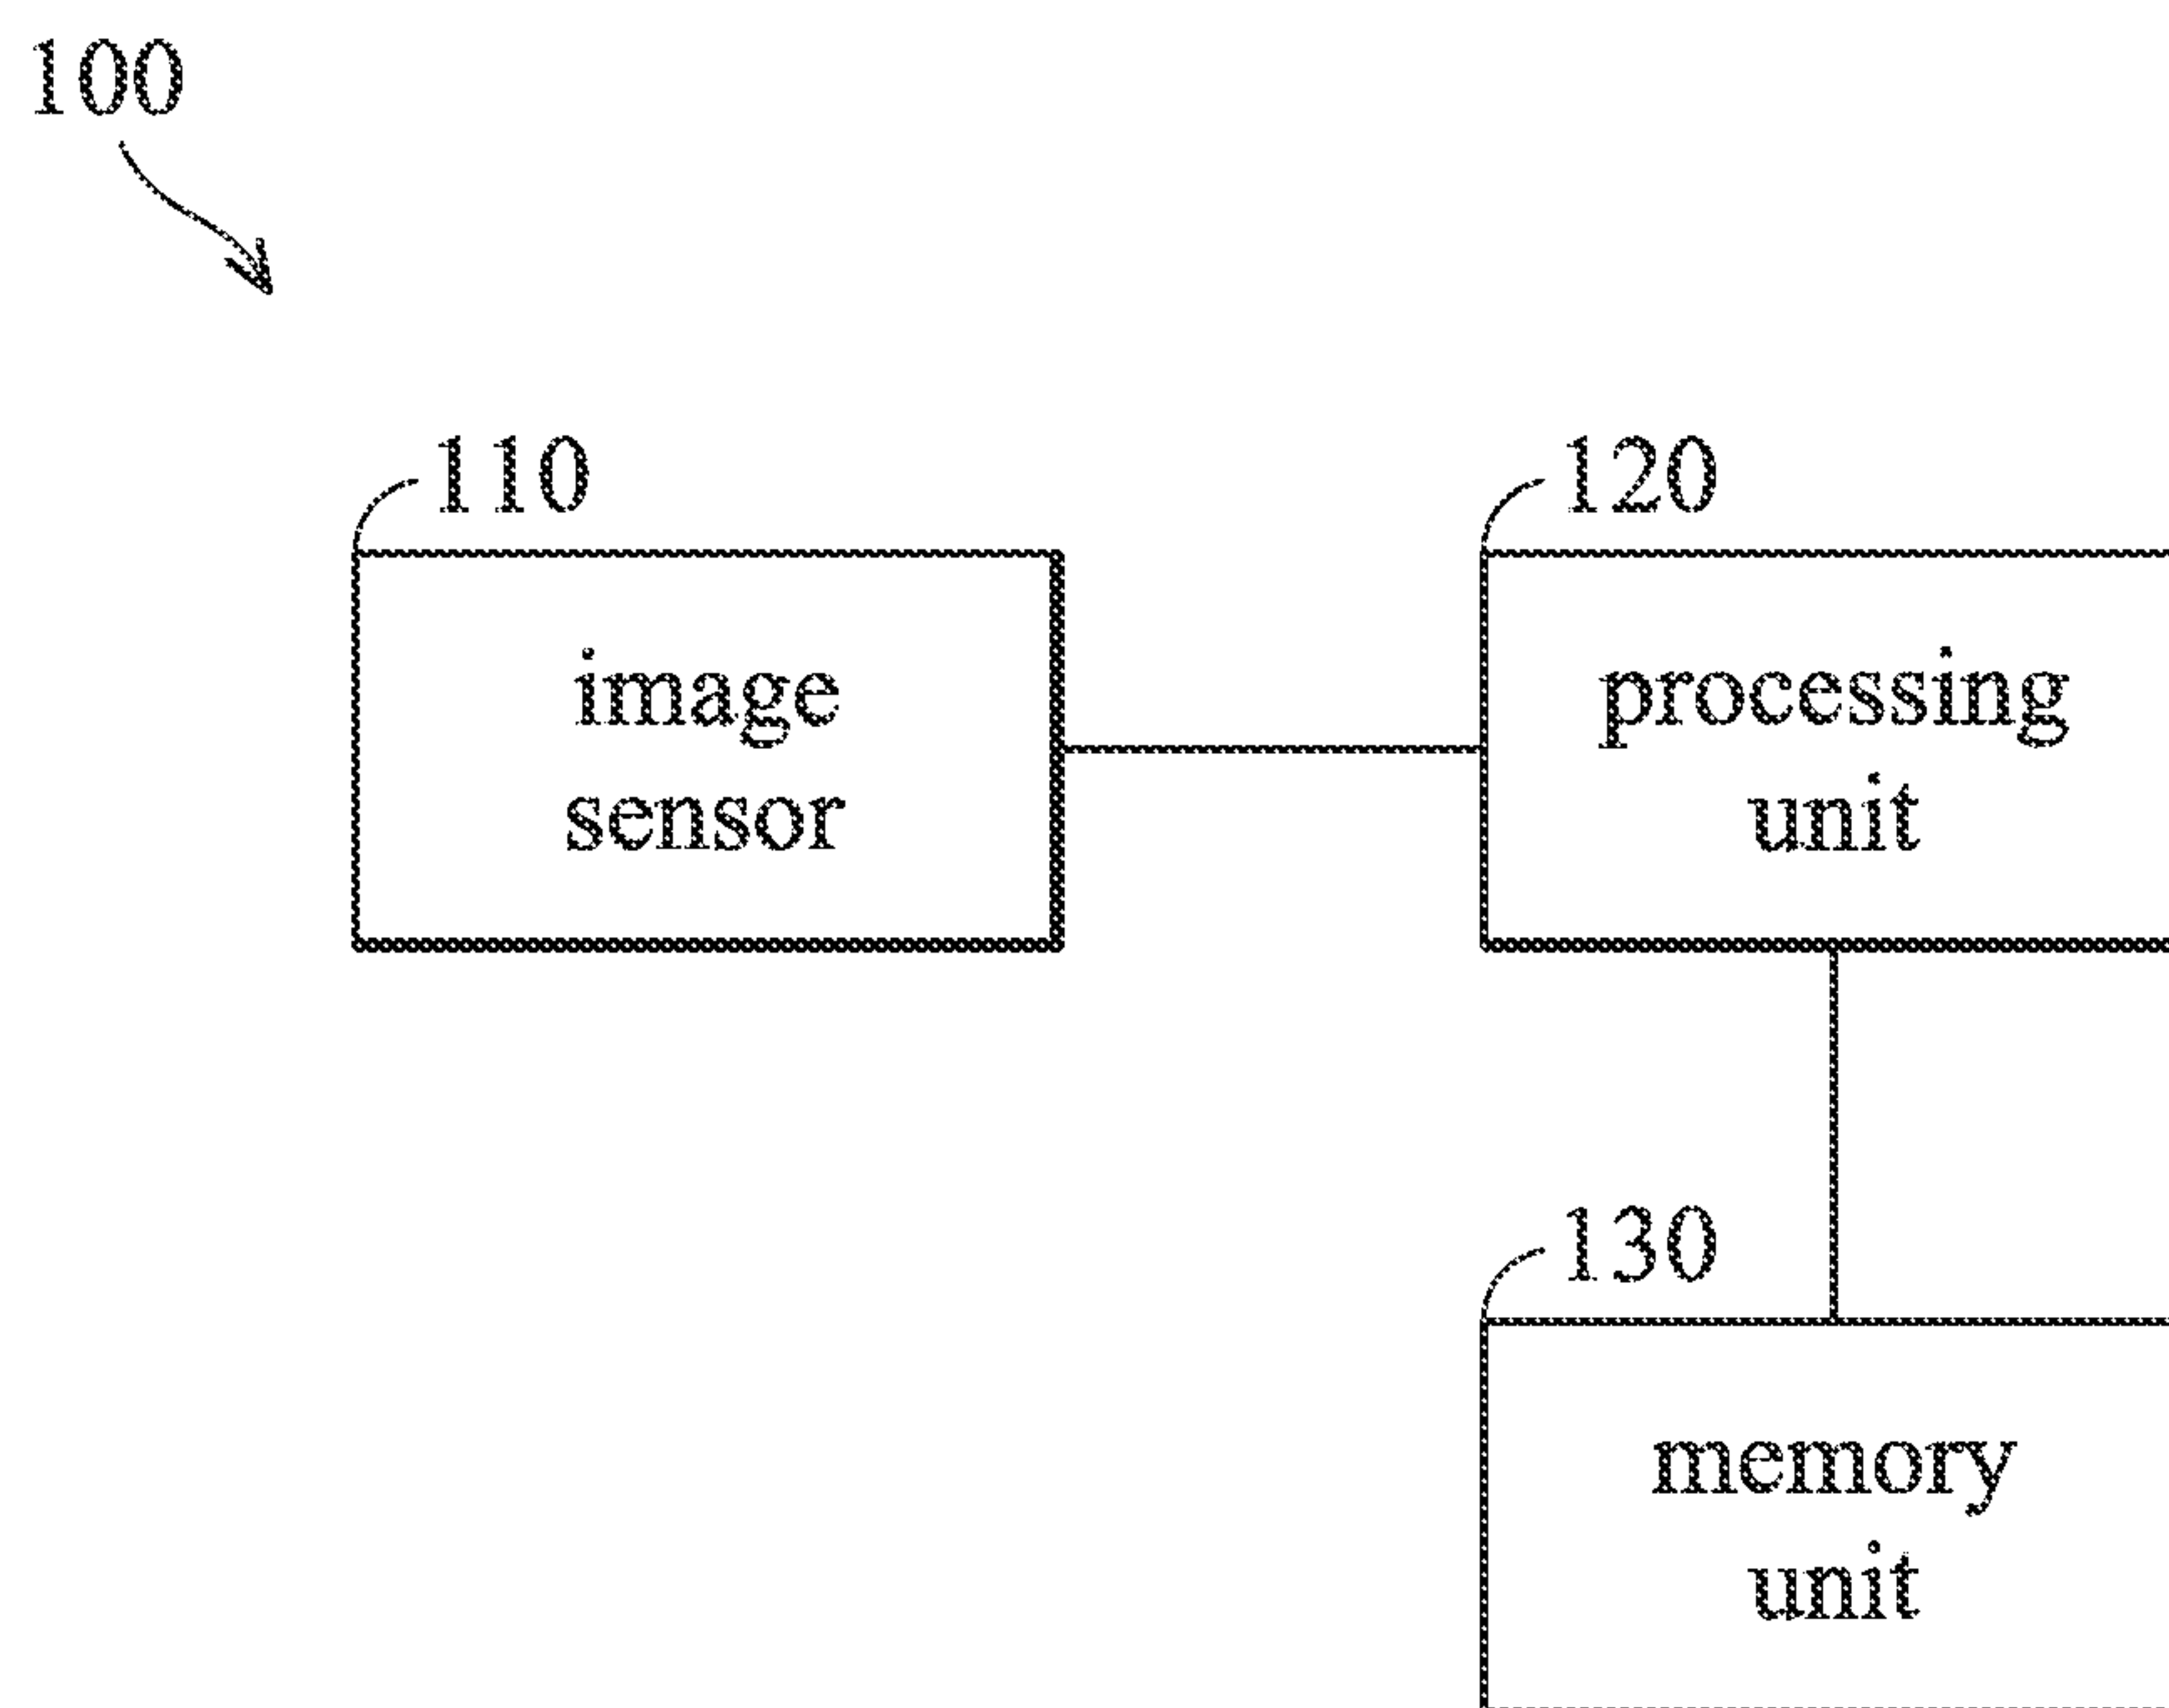 100
110
120
image
sensor
processing
unit
130
memory
unit